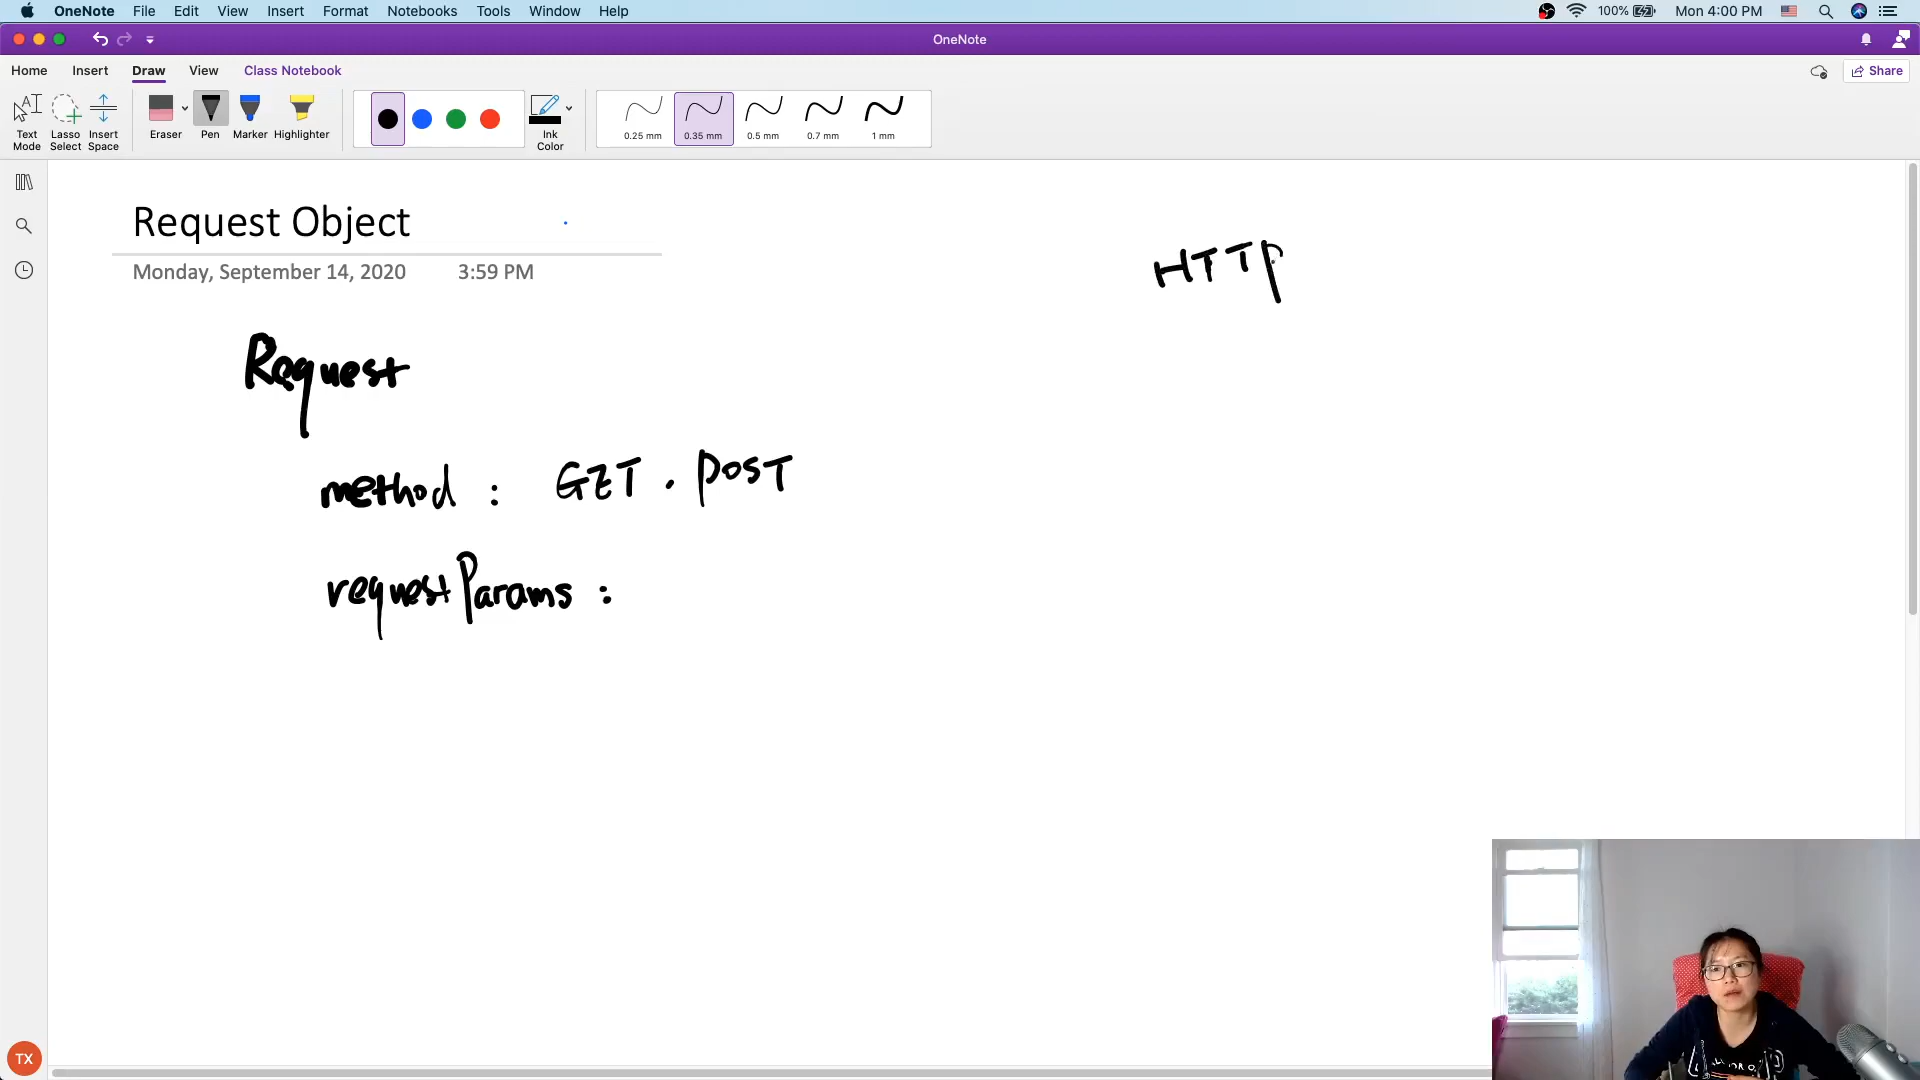 OneNote File Edit View Insert Format Notebooks Tools Window Help 100% Mon 4:00 PM
OneNote
Home Insert Draw View Class Notebook Share
Text Mode Lasso Select Insert Space Eraser Pen Marker Highlighter Ink Color 0.25 mm 0.35 mm 0.5 mm 0.7 mm 1 mm
Request Object
HTTP
Monday, September 14, 2020 3:59 PM
Request
method : GET . POST
requestParams :
TX